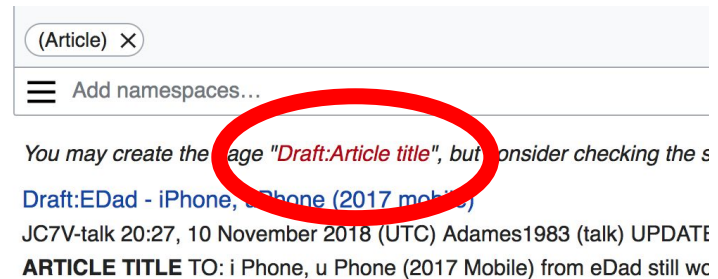 (Article) ×
Add namespaces...
You may create the page "Draft:Article title", but consider checking the s
Draft:EDad - iPhone, uPhone (2017 mobile)
JC7V-talk 20:27, 10 November 2018 (UTC) Adames1983 (talk) UPDATE
ARTICLE TITLE TO: i Phone, u Phone (2017 Mobile) from eDad still wo